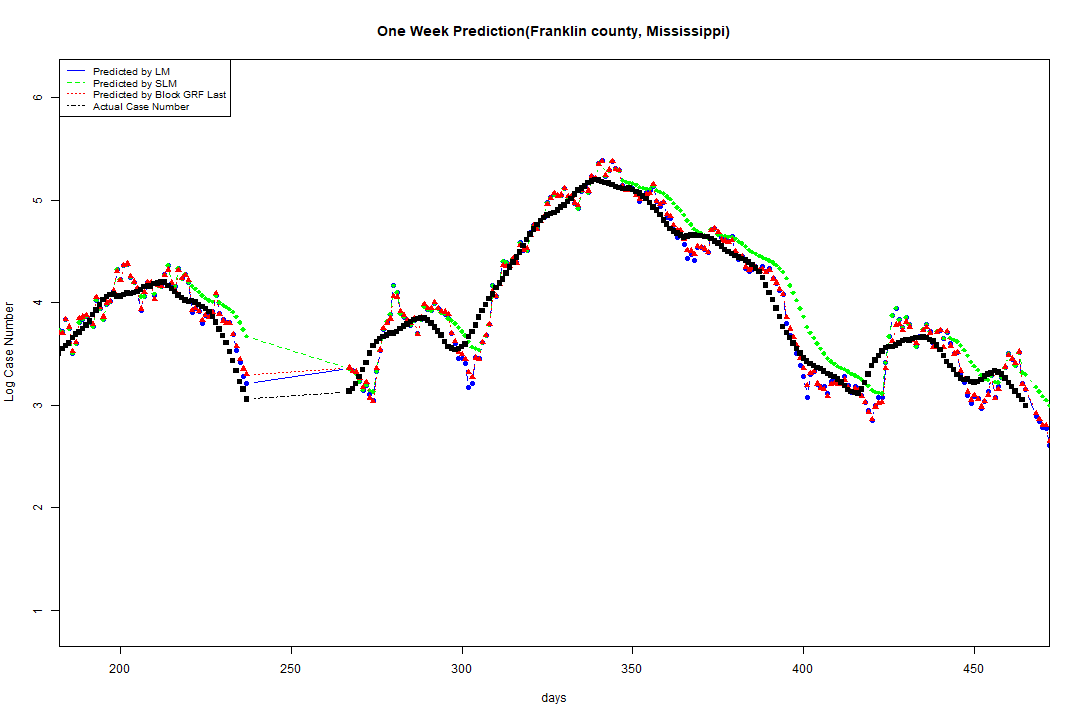 One Week Prediction(Franklin county, Mississippi)
Predicted by LM
Predicted by SLM
Predicted by Block GRF Last
Actual Case Number
Log Case Number
6
5
4
3
2
1
200
250
300
350
400
450
days